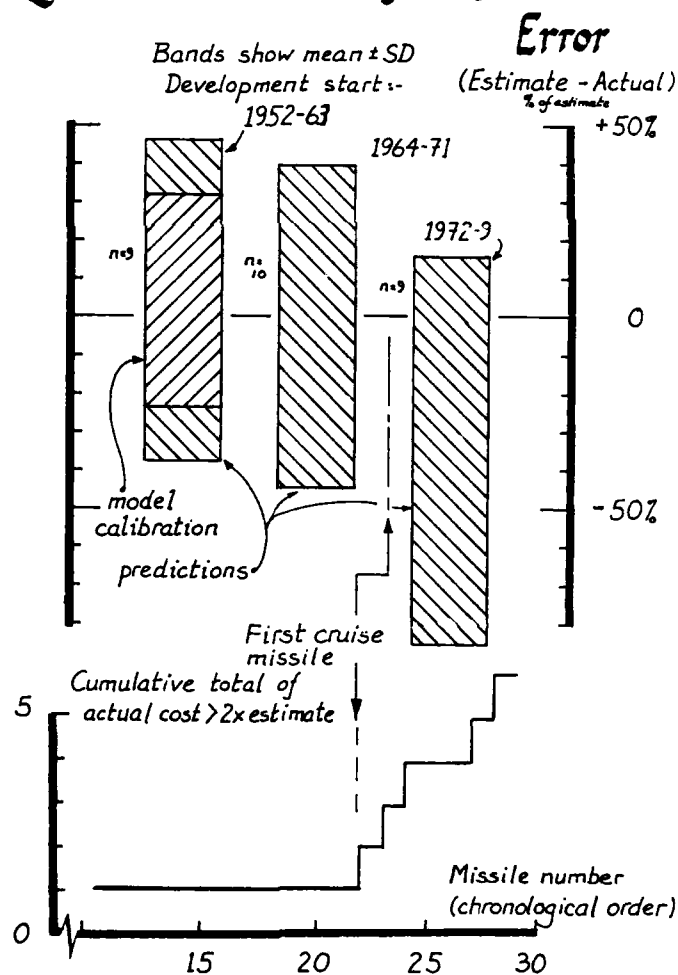 Error
Bands show mean ± SD
Development start:-
(Estimate - Actual)
% of estimate
1952-63
+50%
1964-71
1972-9
n=9
n=
10
n=9
0
model
calibration
-50%
predictions
First cruise
missile
Cumulative total of
actual cost > 2x estimate
5
Missile number
(chronological order)
0
15
20
25
30